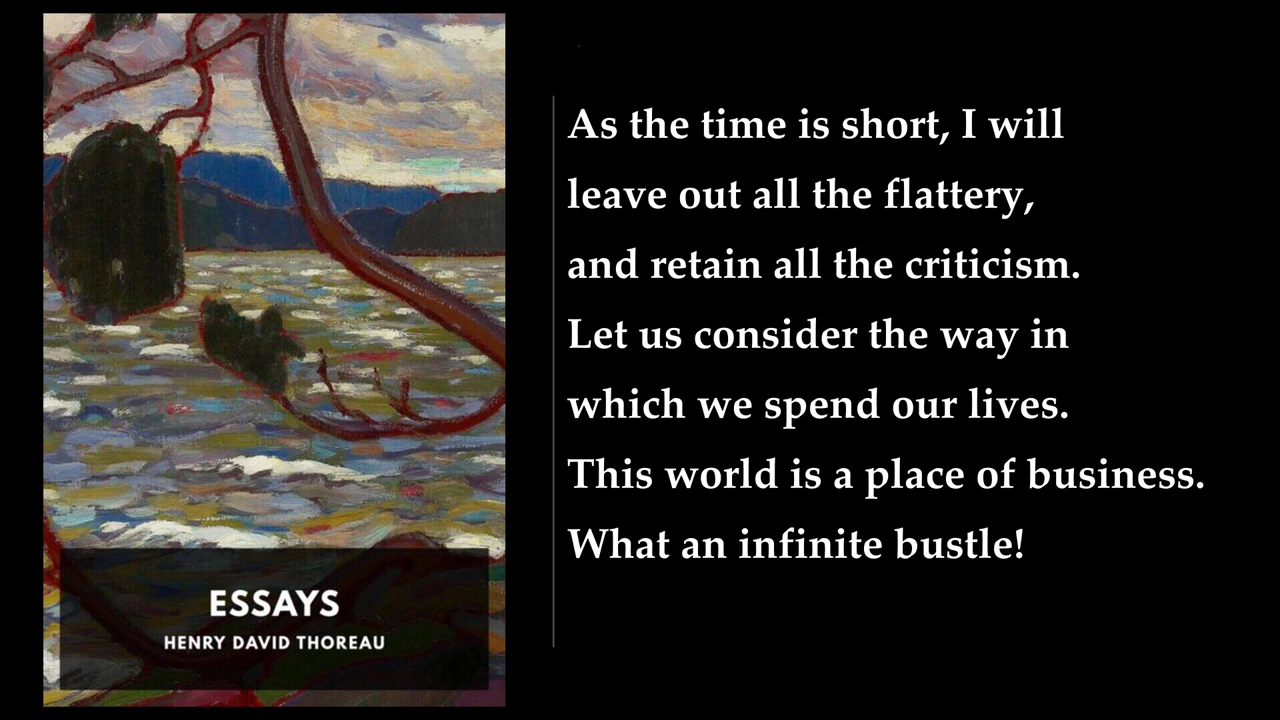 ESSAYS
HENRY DAVID THOREAU
As the time is short, I will
leave out all the flattery,
and retain all the criticism.
Let us consider the way in
which we spend our lives.
This world is a place of business.
What an infinite bustle!